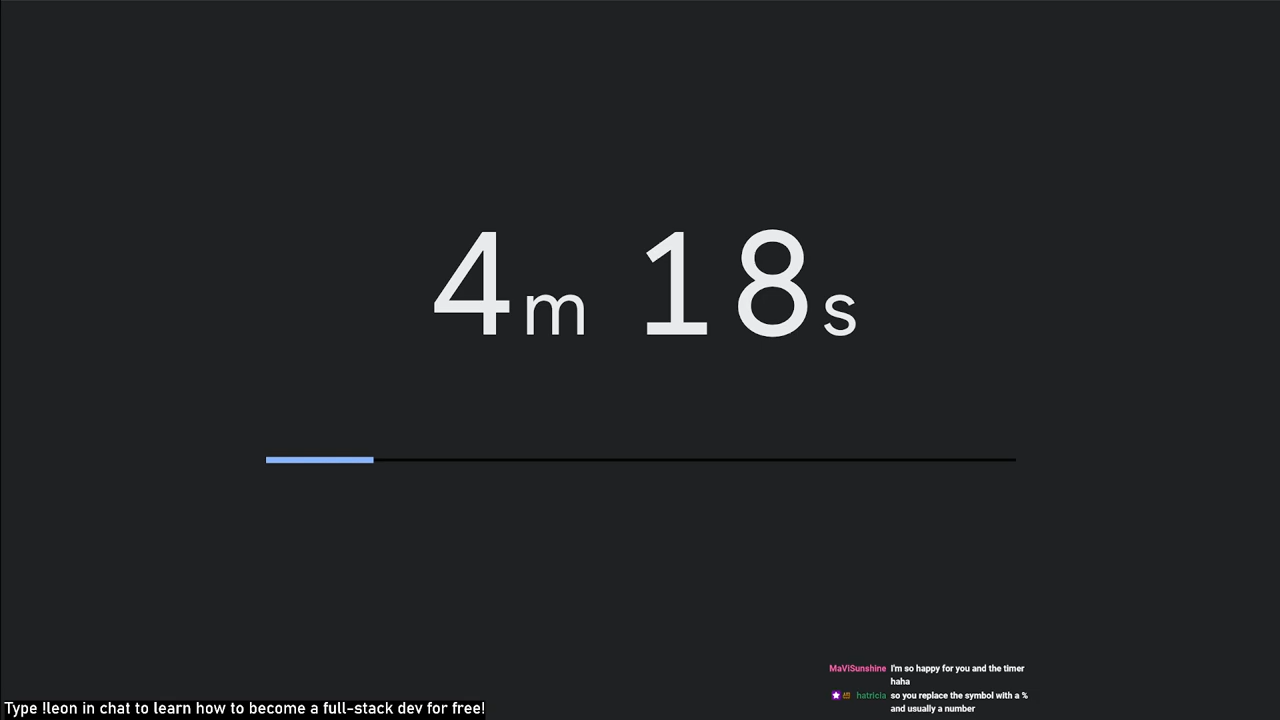 4m 18s
MaViSunshine I'm so happy for you and the timer
haha
hatricia so you replace the symbol with a %
and usually a number
Type !leon in chat to learn how to become a full-stack dev for free!